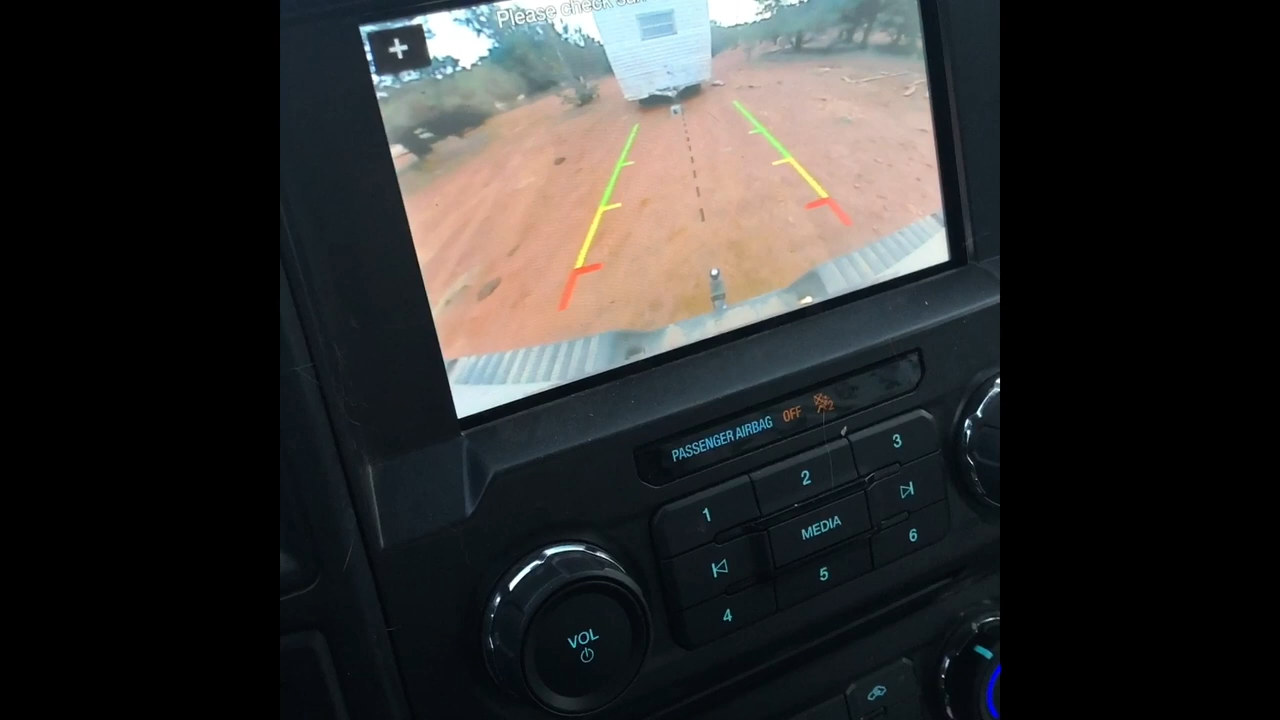 Please check
+
PASSENGER AIRBAG OFF
1 2 3
MEDIA
4 5 6
VOL